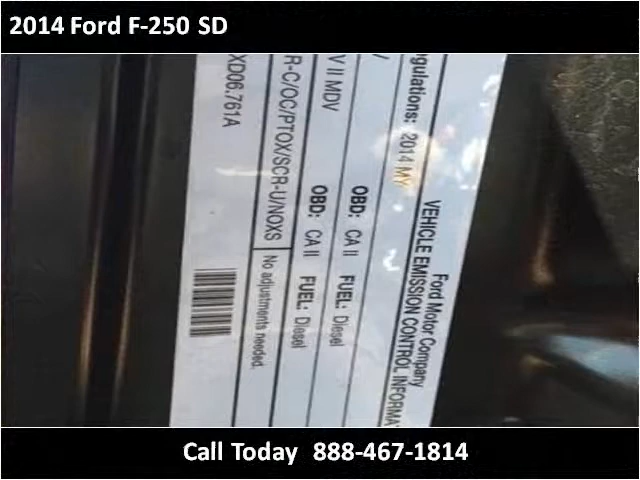 2014 Ford F-250 SD
Ford Motor Company
VEHICLE EMISSION CONTROL INFORMA
egulations: 2014 MY
OBD: CA II FUEL: Diesel
V II MDV
OBD: CA II FUEL: Diesel
R-C/OC/PTOX/SCR-U/NOXS
No adjustments needed.
XD06.761A
Call Today 888-467-1814